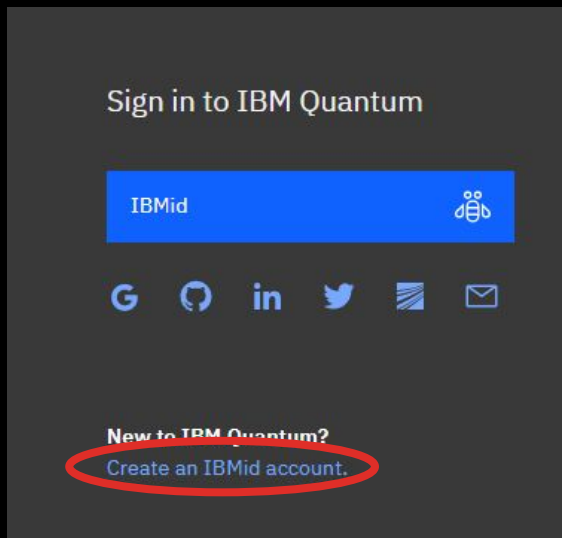 Sign in to IBM Quantum
IBMid
New to IBM Quantum?
Create an IBMid account.